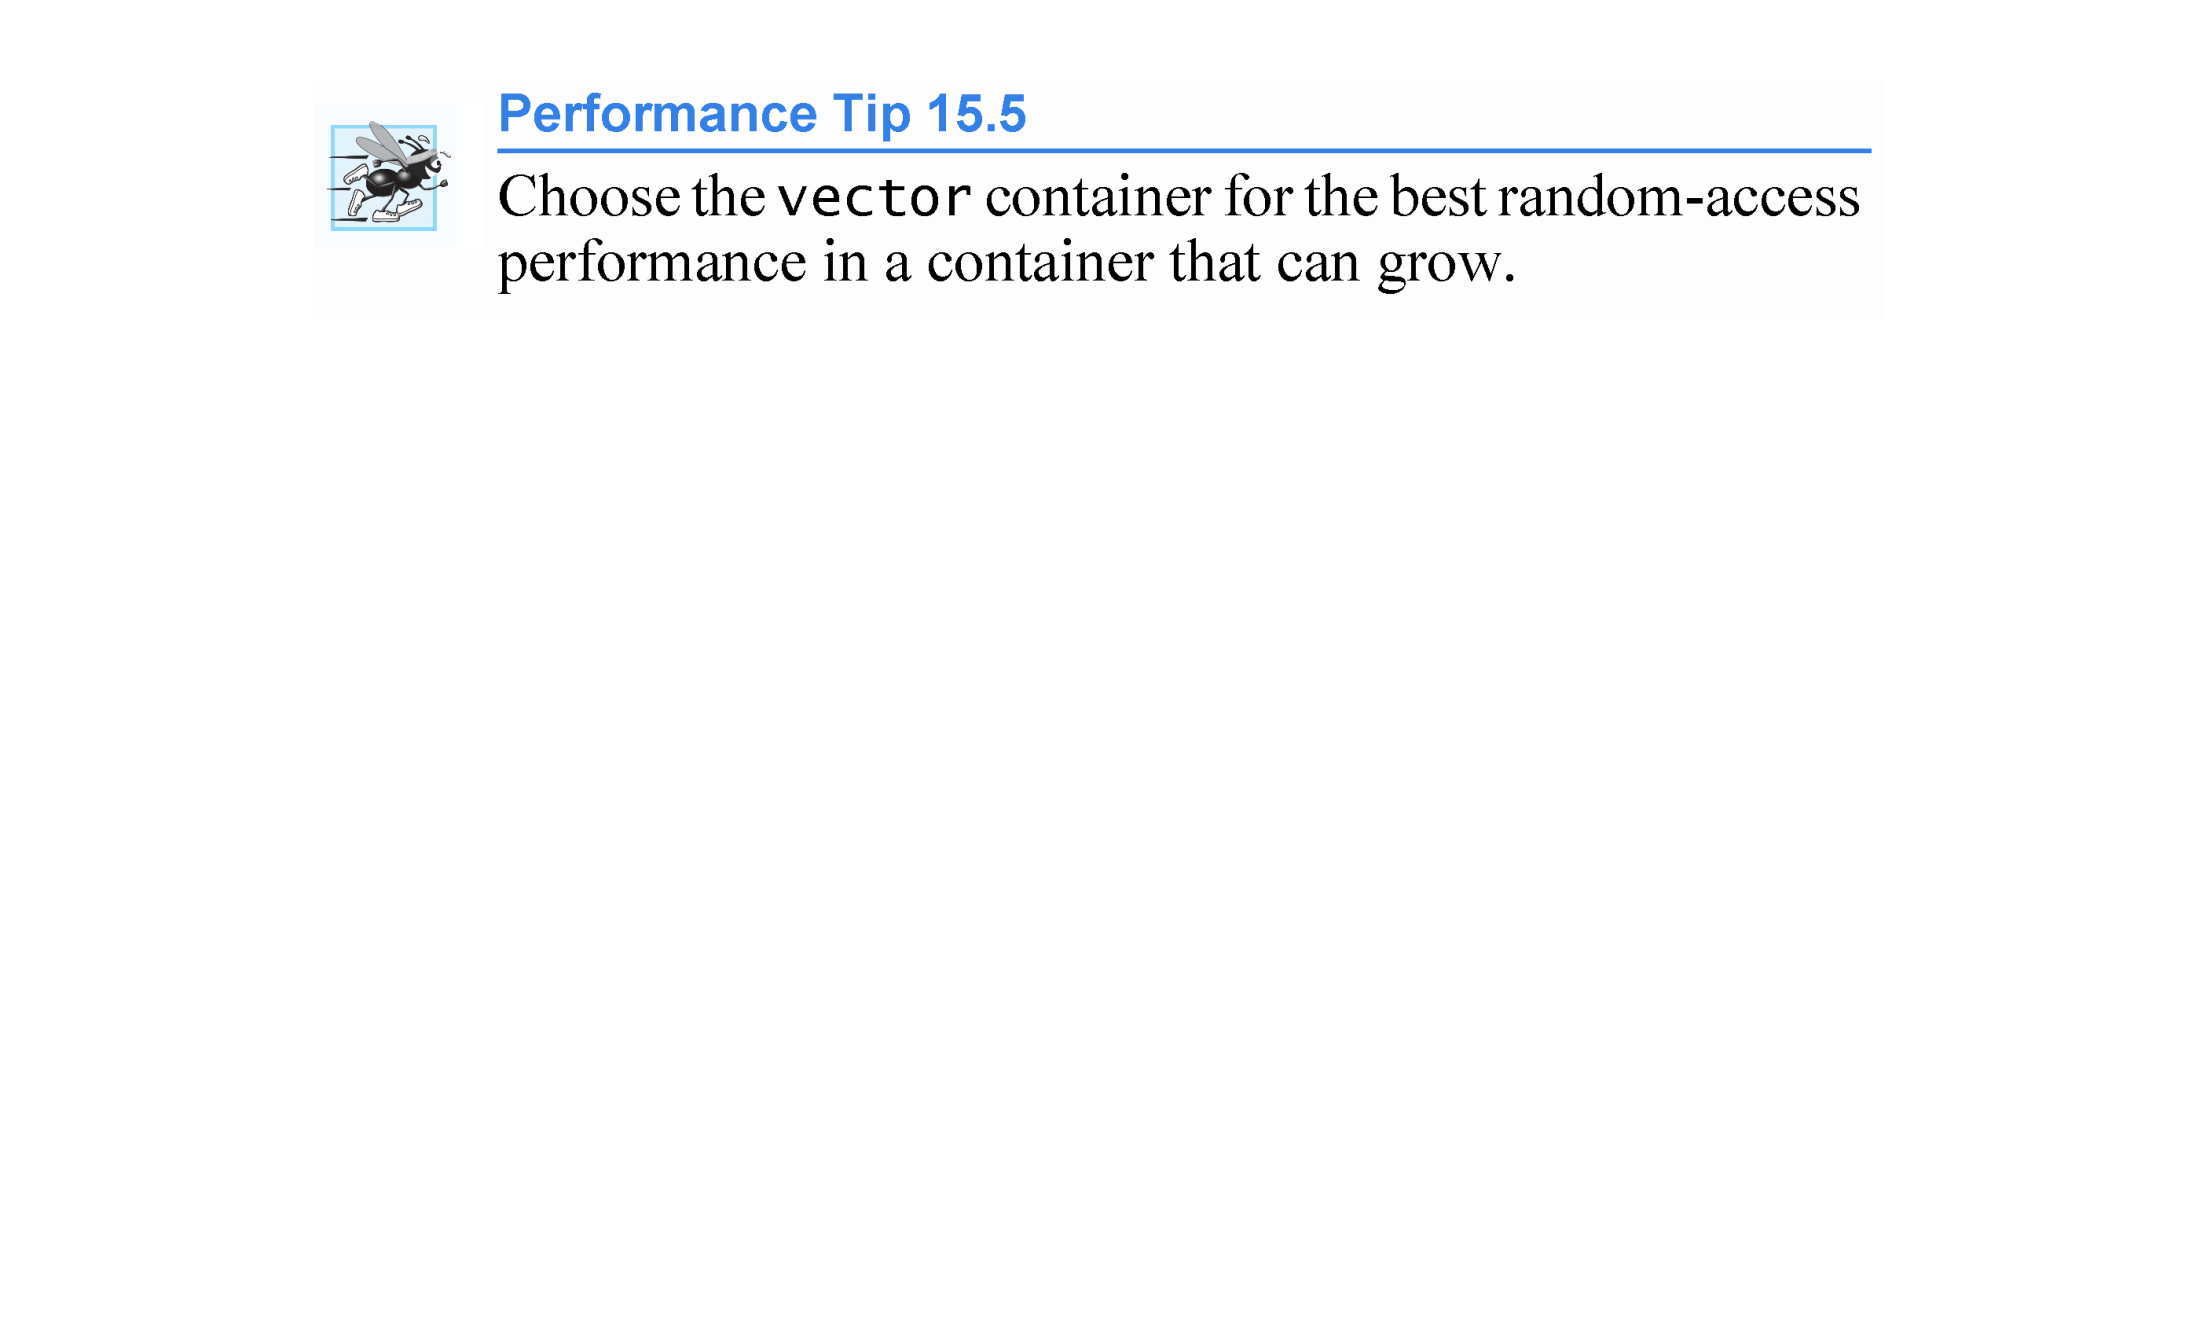 Performance Tip 15.5
Choose the vector container for the best random-access
performance in a container that can grow.